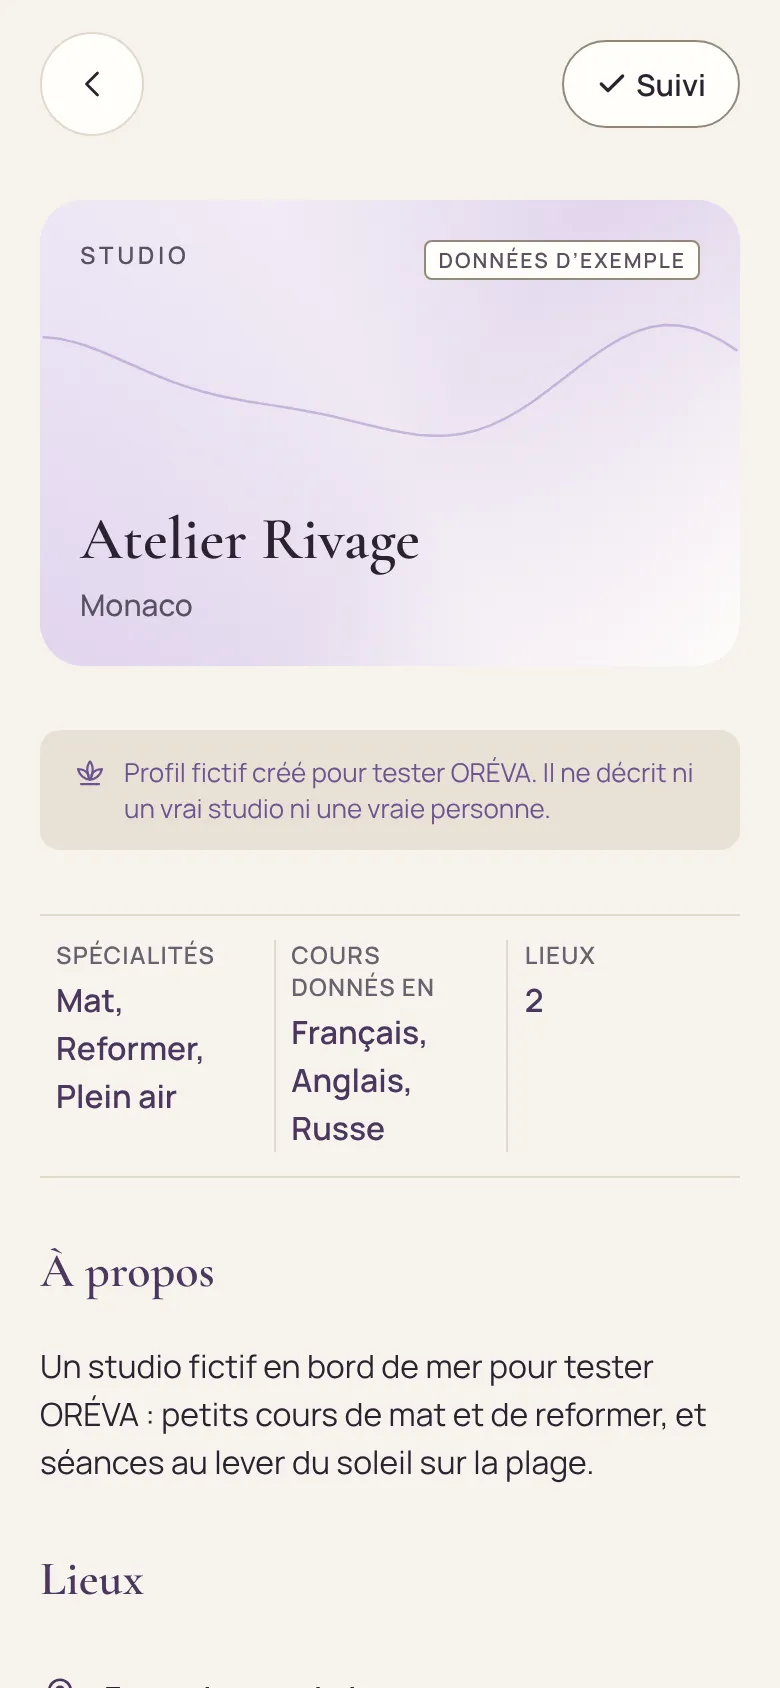 Suivi
STUDIO
DONNÉES D’EXEMPLE
Atelier Rivage
Monaco
Profil fictif créé pour tester ORÉVA. Il ne décrit ni
un vrai studio ni une vraie personne.
SPÉCIALITÉS
Mat,
Reformer,
Plein air
COURS
DONNÉS EN
Français,
Anglais,
Russe
LIEUX
2
À propos
Un studio fictif en bord de mer pour tester
ORÉVA : petits cours de mat et de reformer, et
séances au lever du soleil sur la plage.
Lieux